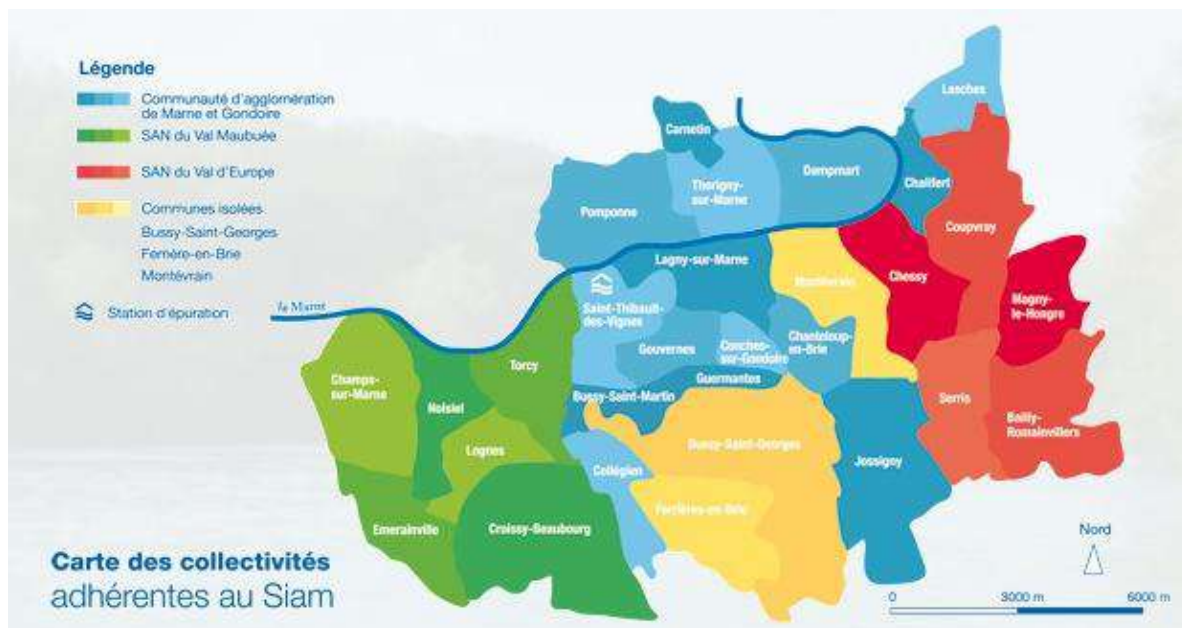 Légende
Communauté d'agglomération
de Marne et Gondoire
SAN du Val Maubuée
SAN du Val d'Europe
Communes isolées
Bussy-Saint-Georges
Ferrière-en-Brie
Montévrain
Station d'épuration
la Marne
Lesches
Carnetin
Thorigny-
sur-Marne
Dampmart
Chalifert
Pomponne
Coupvray
Lagny-sur-Marne
Montévrain
Chessy
Magny-
le-Hongre
Saint-Thibault-
des-Vignes
Gouvernes
Conches-
sur-Gondoire
Chanteloup-
en-Brie
Torcy
Champs-
sur-Marne
Noisiel
Guermantes
Bussy-Saint-Martin
Serris
Bailly-
Romainvilliers
Lognes
Bussy-Saint-Georges
Jossigny
Collégien
Ferrières-en-Brie
Emerainville
Croissy-Beaubourg
Nord
0 3000 m 6000 m
Carte des collectivités
adhérentes au Siam